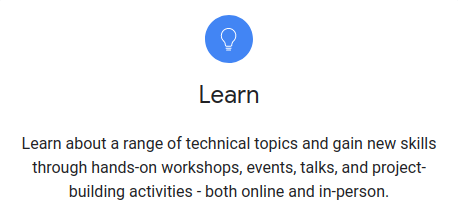 Learn
Learn about a range of technical topics and gain new skills
through hands-on workshops, events, talks, and project-
building activities - both online and in-person.